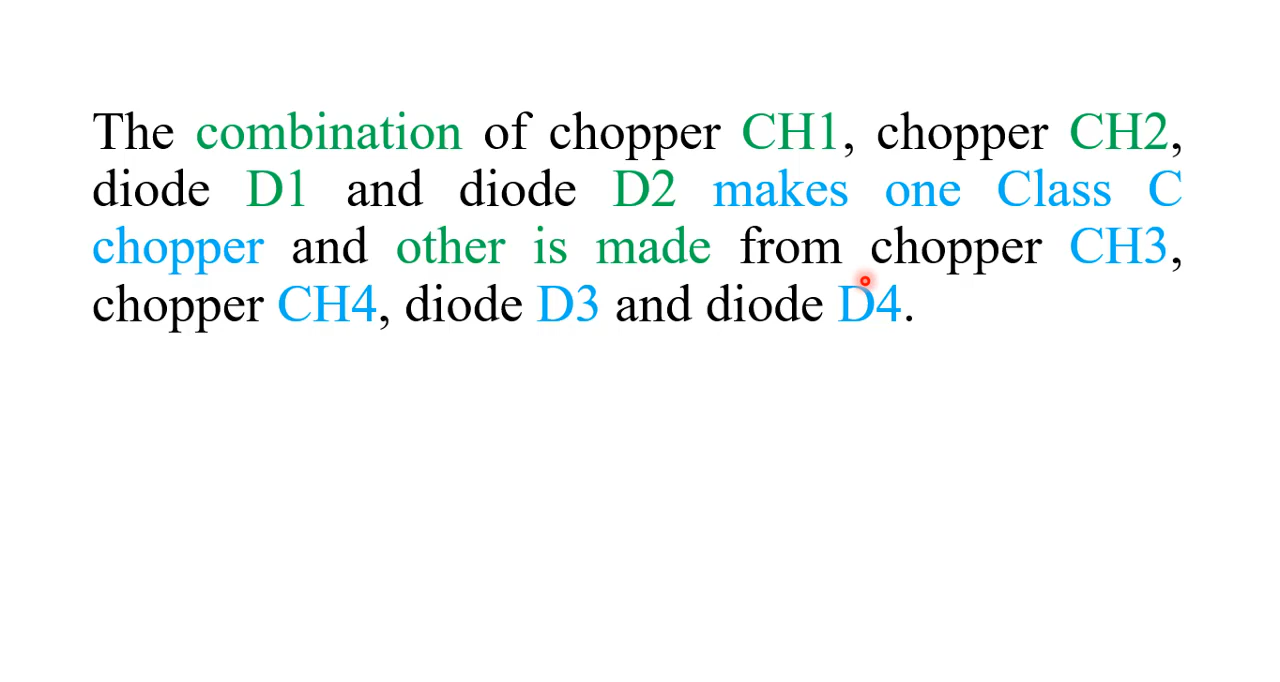 The combination of chopper CH1, chopper CH2,
diode D1 and diode D2 makes one Class C
chopper and other is made from chopper CH3,
chopper CH4, diode D3 and diode D4.